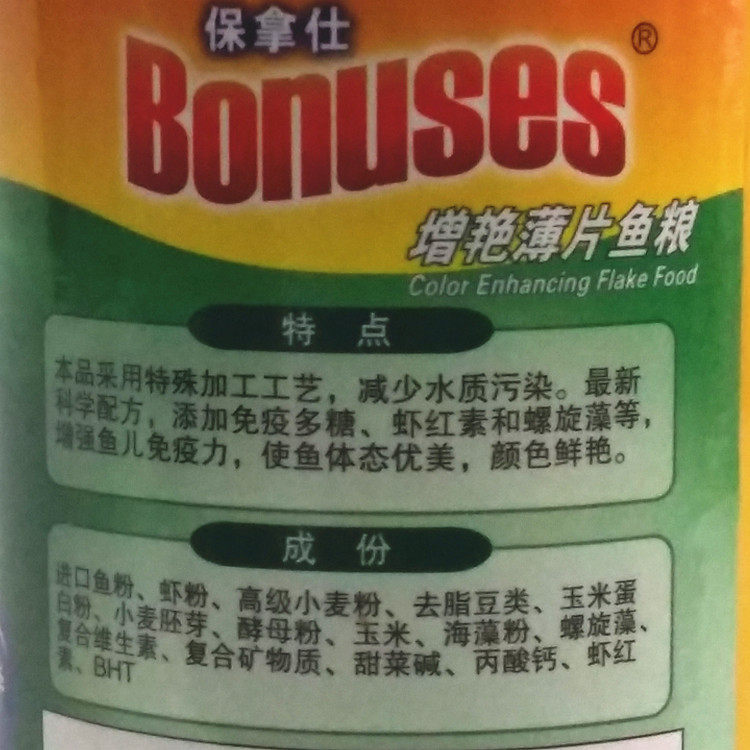 保拿仕
Bonuses®
增艳薄片鱼粮
Color Enhancing Flake Food
特 点
本品采用特殊加工工艺，减少水质污染。最新
科学配方，添加免疫多糖、虾红素和螺旋藻等，
增强鱼儿免疫力，使鱼体态优美，颜色鲜艳。
成 份
进口鱼粉、虾粉、高级小麦粉、去脂豆类、玉米蛋
白粉、小麦胚芽、酵母粉、玉米、海藻粉、螺旋藻、
复合维生素、复合矿物质、甜菜碱、丙酸钙、虾红
素、BHT